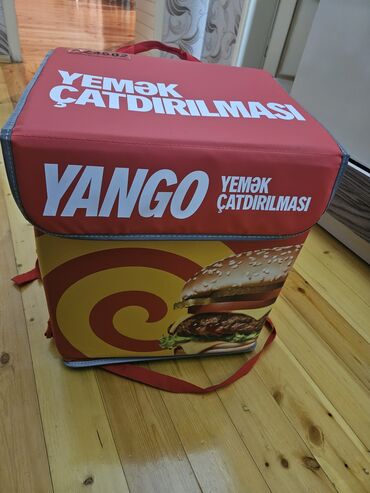 YEMƏK
ÇATDIRILMASI
YANGO
YEMƏK
ÇATDIRILMASI